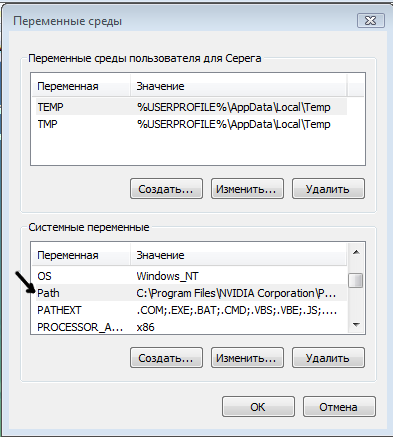 Переменные среды
Переменные среды пользователя для Серега
Переменная Значение
TEMP %USERPROFILE%\AppData\Local\Temp
TMP %USERPROFILE%\AppData\Local\Temp
Создать... Изменить... Удалить
Системные переменные
Переменная Значение
OS Windows_NT
Path C:\Program Files\NVIDIA Corporation\P...
PATHEXT .COM;.EXE;.BAT;.CMD;.VBS;.VBE;.JS;....
PROCESSOR_A... x86
Создать... Изменить... Удалить
ОК Отмена